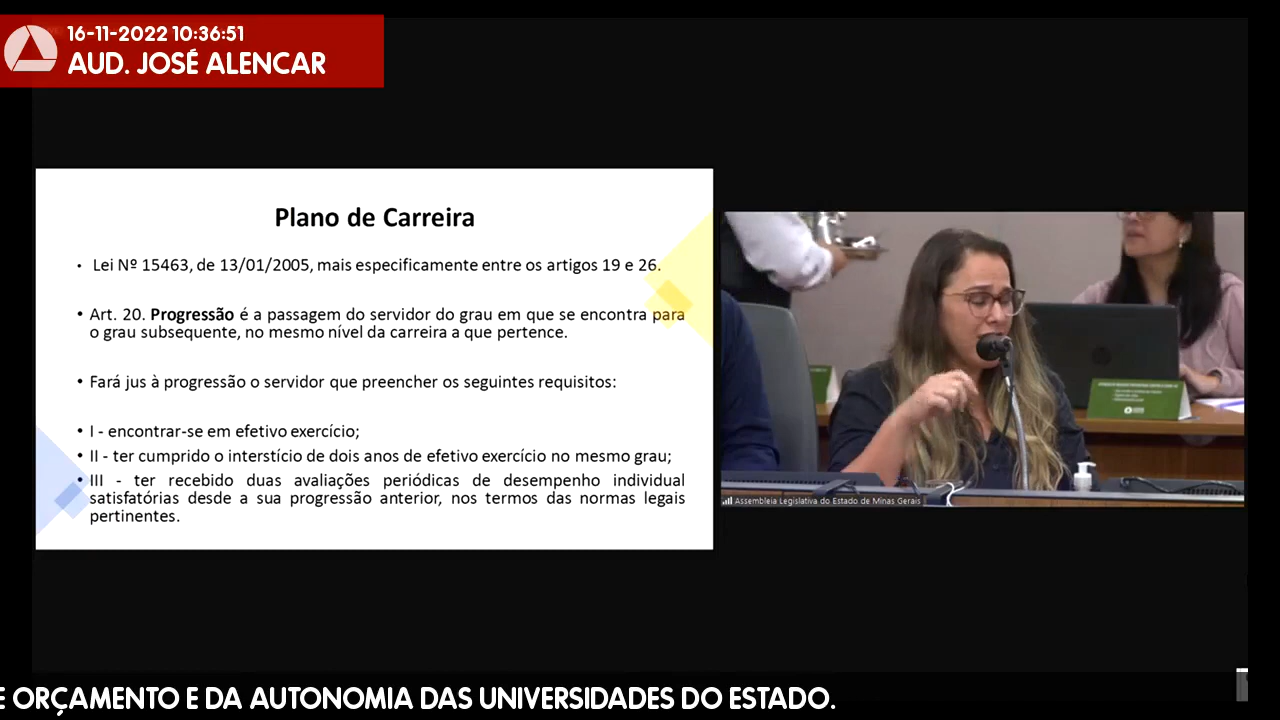 16-11-2022 10:36:51
AUD. JOSÉ ALENCAR
Plano de Carreira
• Lei Nº 15463, de 13/01/2005, mais especificamente entre os artigos 19 e 26.
• Art. 20. Progressão é a passagem do servidor do grau em que se encontra para
o grau subsequente, no mesmo nível da carreira a que pertence.
• Fará jus à progressão o servidor que preencher os seguintes requisitos:
• I - encontrar-se em efetivo exercício;
• II - ter cumprido o interstício de dois anos de efetivo exercício no mesmo grau;
• III - ter recebido duas avaliações periódicas de desempenho individual
satisfatórias desde a sua progressão anterior, nos termos das normas legais
pertinentes.
Assembleia Legislativa do Estado de Minas Gerais
E ORÇAMENTO E DA AUTONOMIA DAS UNIVERSIDADES DO ESTADO.